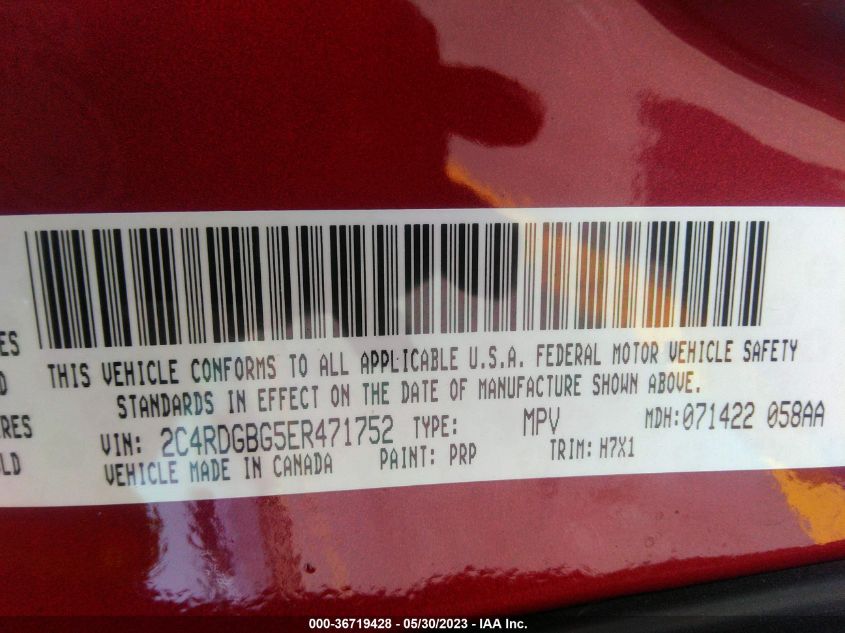 ES
THIS VEHICLE CONFORMS TO ALL APPLICABLE U.S.A. FEDERAL MOTOR VEHICLE SAFETY
D
STANDARDS IN EFFECT ON THE DATE OF MANUFACTURE SHOWN ABOVE.
RES
VIN: 2C4RDGBG5ER471752 TYPE: MPV MDH:071422 058AA
LD
VEHICLE MADE IN CANADA PAINT: PRP TRIM: H7X1
000-36719428 - 05/30/2023 - IAA Inc.